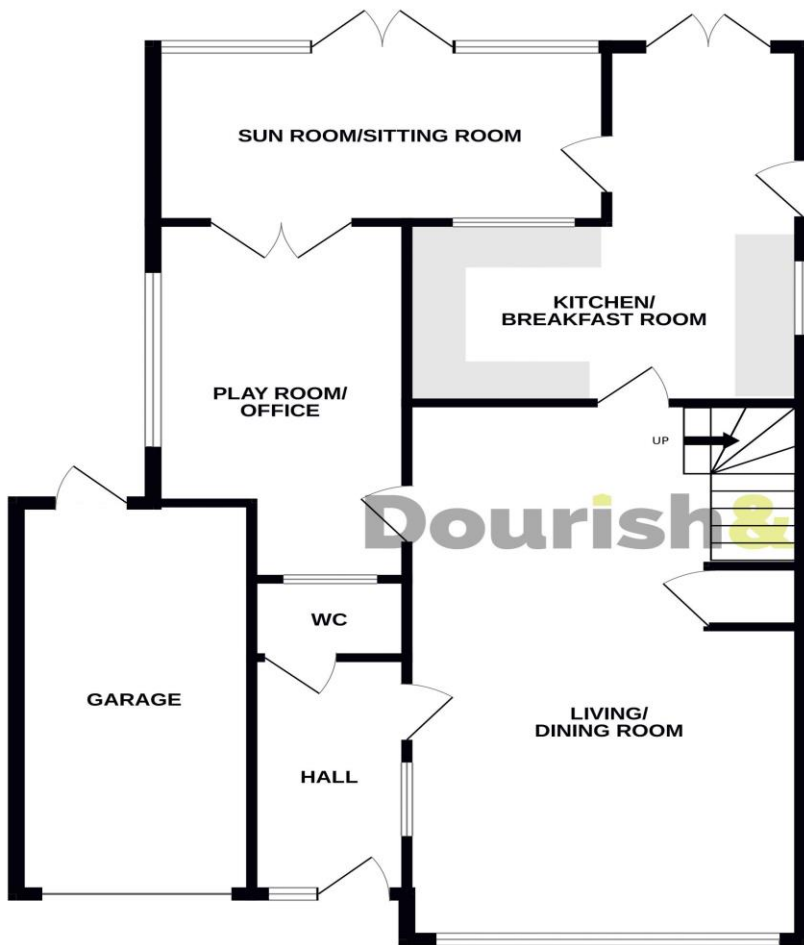 SUN ROOM/SITTING ROOM
KITCHEN/
BREAKFAST ROOM
PLAY ROOM/
OFFICE
UP
Dourish&
WC
GARAGE
LIVING/
DINING ROOM
HALL